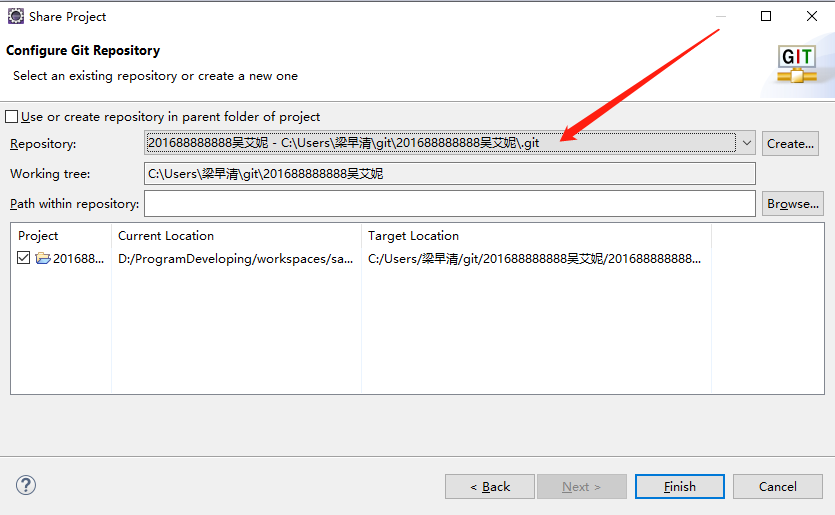 Share Project
Configure Git Repository
Select an existing repository or create a new one
GIT
Use or create repository in parent folder of project
Repository: 201688888888吴艾妮 - C:\Users\梁早清\git\201688888888吴艾妮\.git Create...
Working tree: C:\Users\梁早清\git\201688888888吴艾妮
Path within repository: Browse...
Project Current Location Target Location
201688... D:/ProgramDeveloping/workspaces/sa... C:/Users/梁早清/git/201688888888吴艾妮/201688888888...
? < Back Next > Finish Cancel